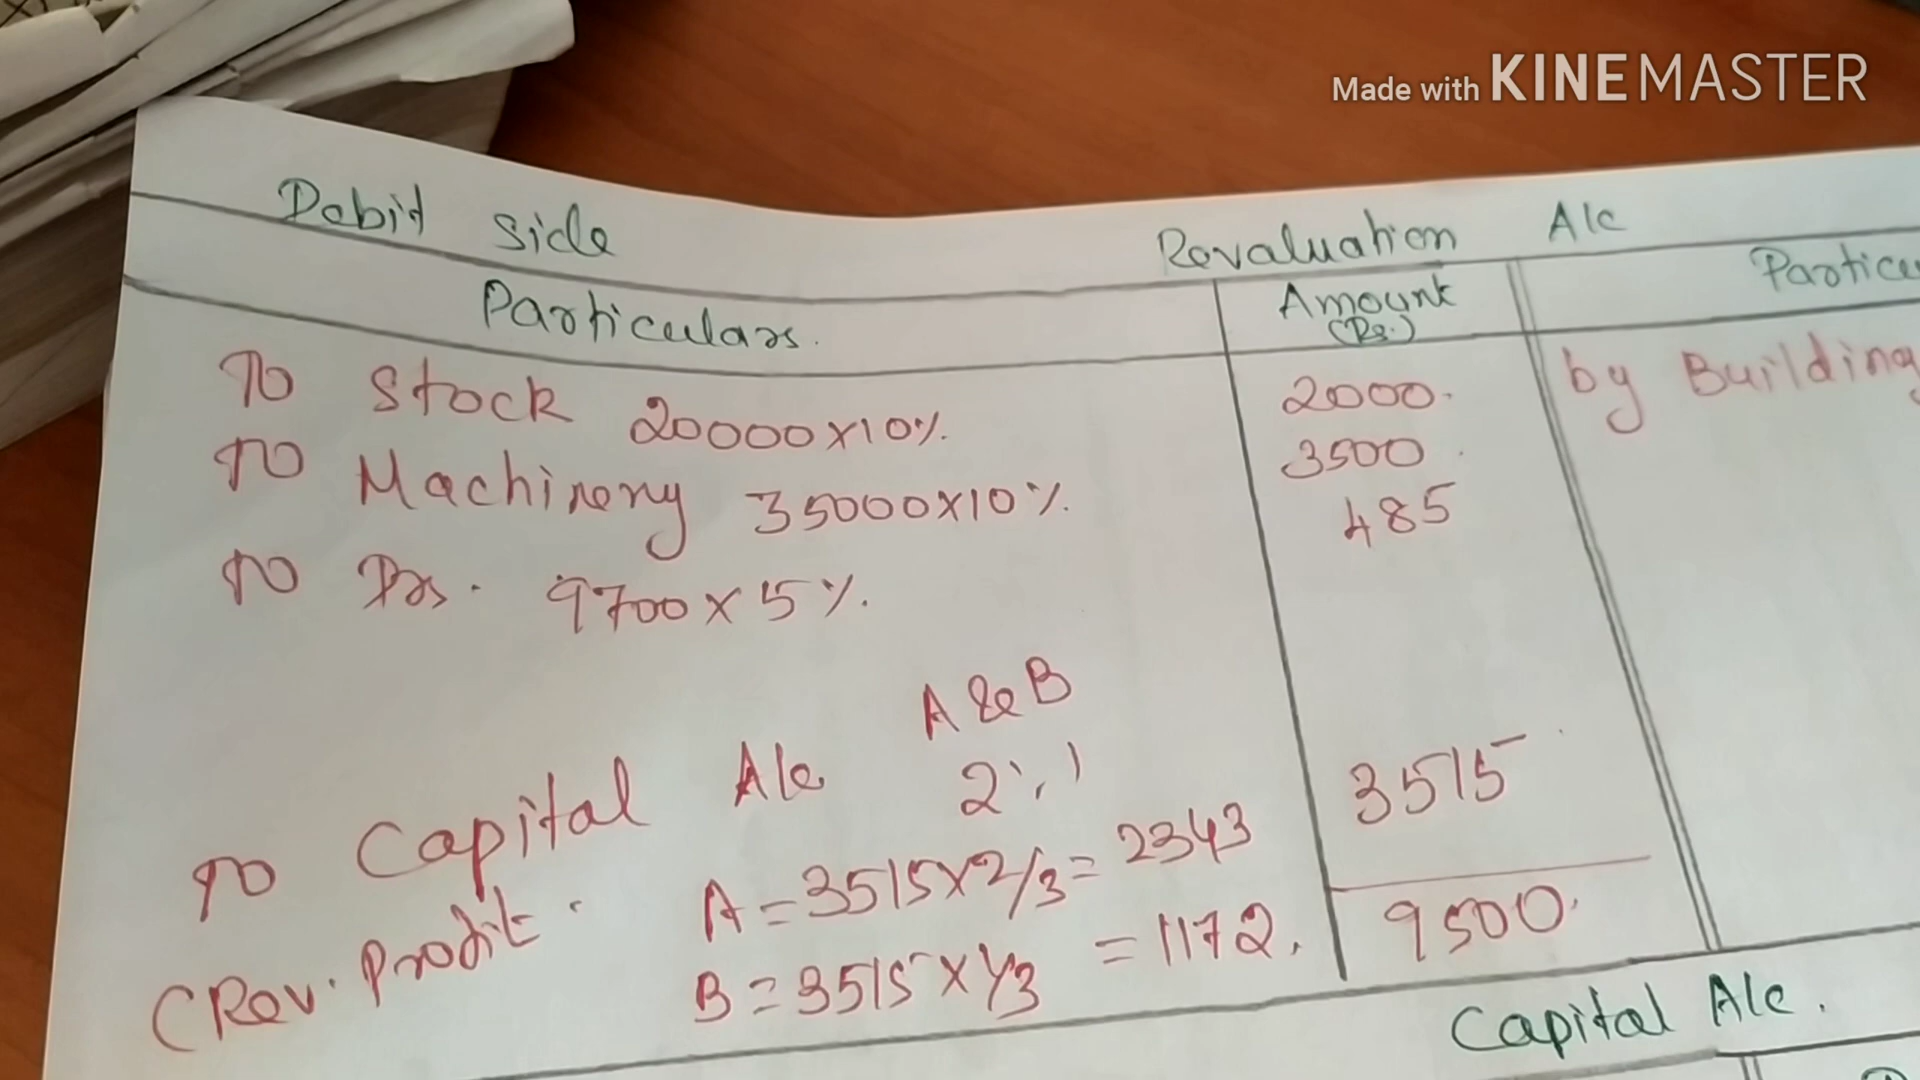 Made with KINEMASTER
Debit side Revaluation A/c
Particulars. Amount (Rs.)
To Stock 20000x10%. 2000. by Building
To Machinery 35000x10%. 3500.
To Drs. 9700x5%. 485
A & B
To Capital A/c 2:1 3515
(Rev. Profit. A=3515x2/3=2343
B=3515x1/3 =1172. 9500.
Capital A/c.